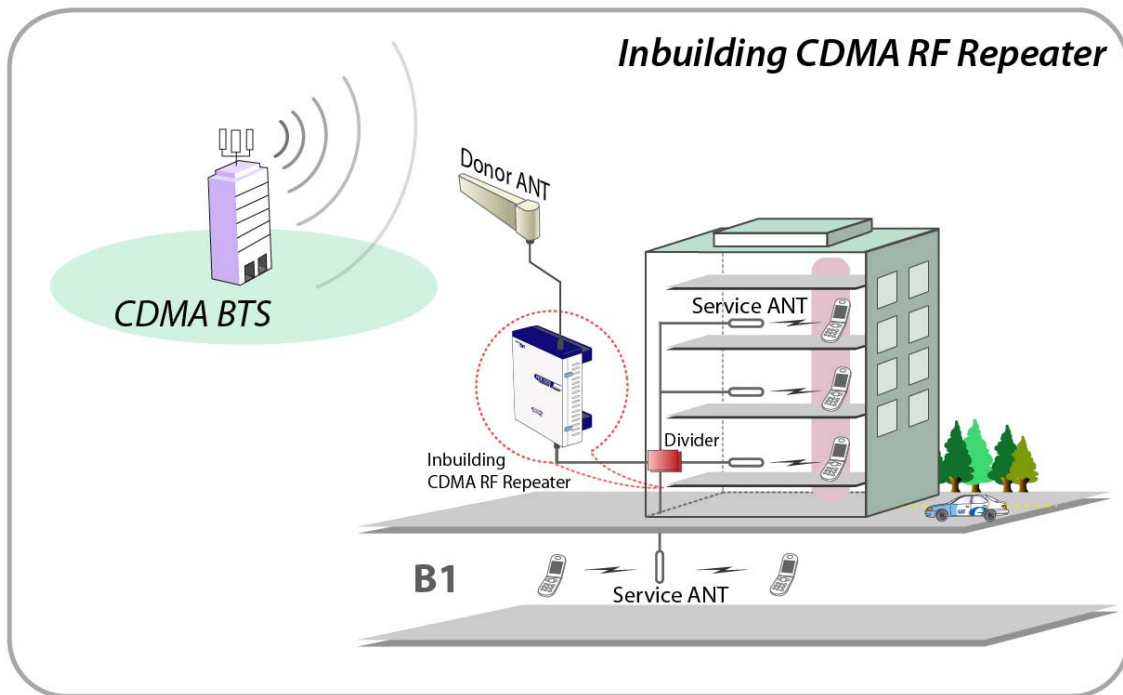 Inbuilding CDMA RF Repeater
Donor ANT
CDMA BTS
Service ANT
Divider
Inbuilding
CDMA RF Repeater
B1
Service ANT